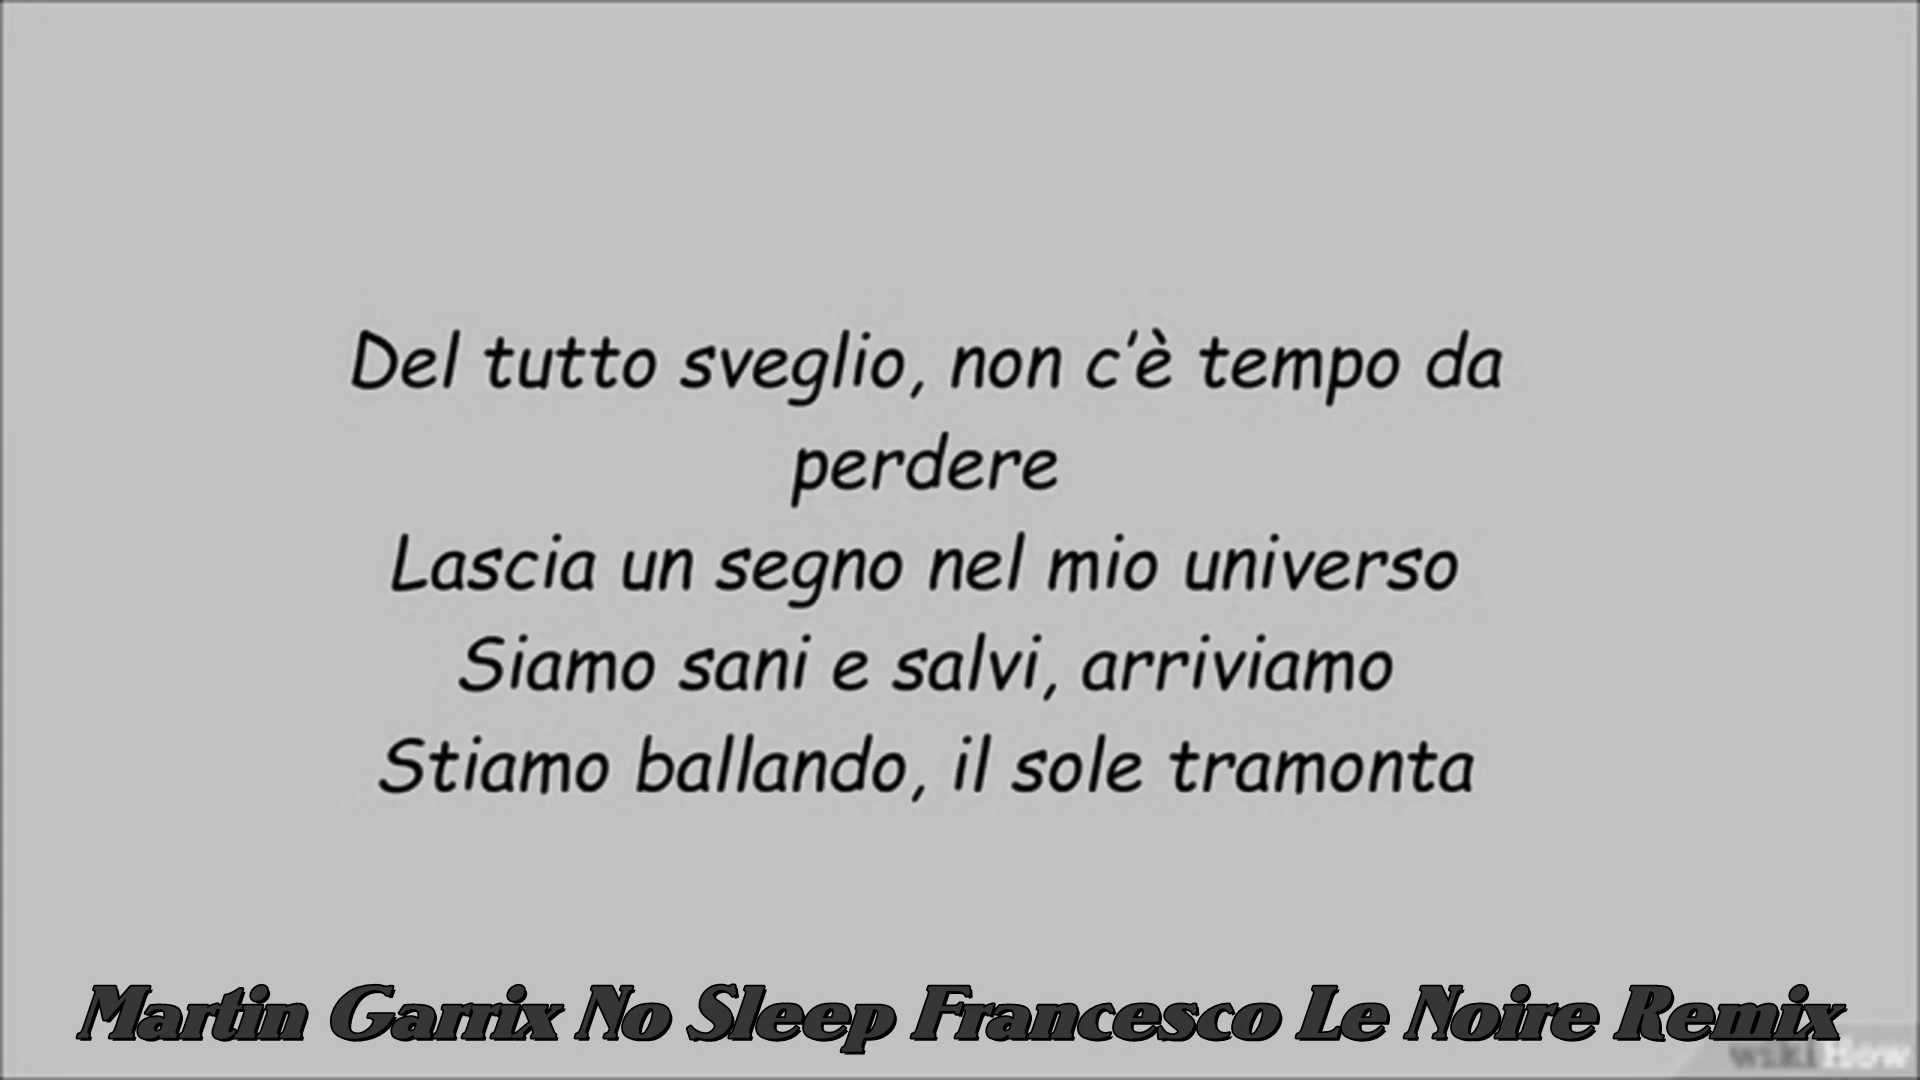 Del tutto sveglio, non c'è tempo da
perdere
Lascia un segno nel mio universo
Siamo sani e salvi, arriviamo
Stiamo ballando, il sole tramonta
Martin Garrix No Sleep Francesco Le Noire Remix
wikiHow